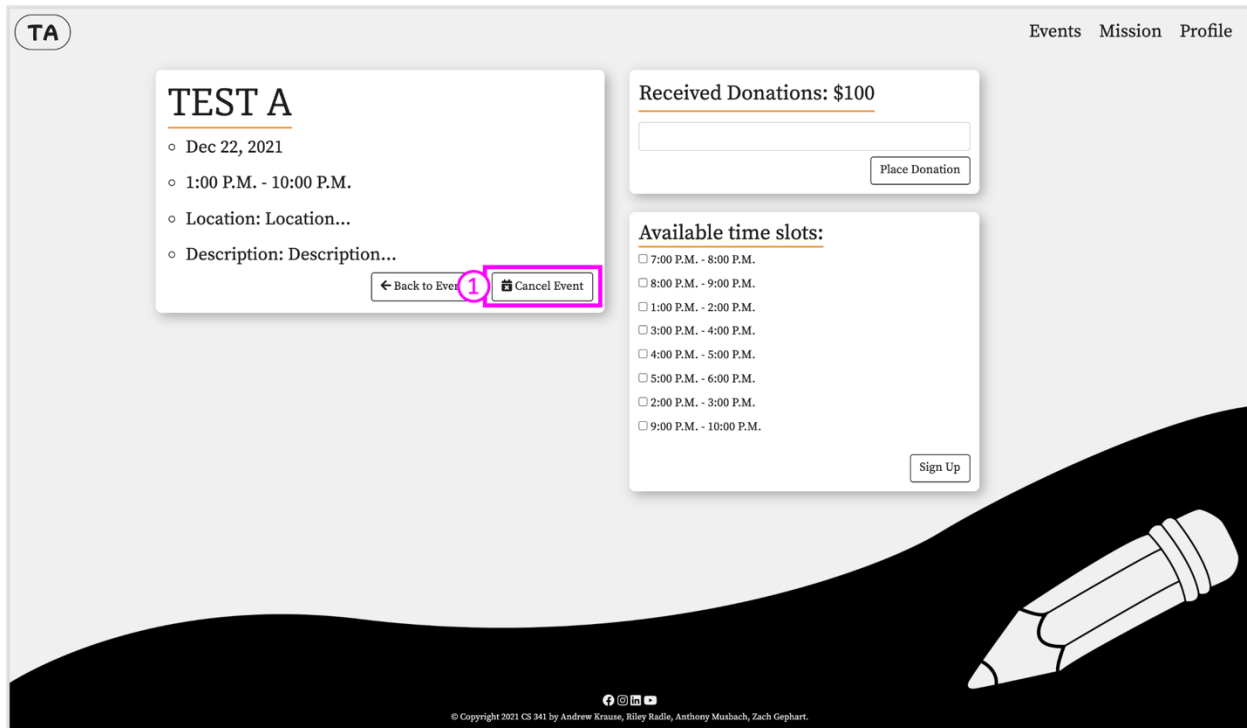 TA
Events Mission Profile
TEST A
Dec 22, 2021
1:00 P.M. - 10:00 P.M.
Location: Location...
Description: Description...
Back to Even
1
Cancel Event
Received Donations: $100
Place Donation
Available time slots:
7:00 P.M. - 8:00 P.M.
8:00 P.M. - 9:00 P.M.
1:00 P.M. - 2:00 P.M.
3:00 P.M. - 4:00 P.M.
4:00 P.M. - 5:00 P.M.
5:00 P.M. - 6:00 P.M.
2:00 P.M. - 3:00 P.M.
9:00 P.M. - 10:00 P.M.
Sign Up
© Copyright 2021 CS 341 by Andrew Krause, Riley Radle, Anthony Musbach, Zach Gephart.